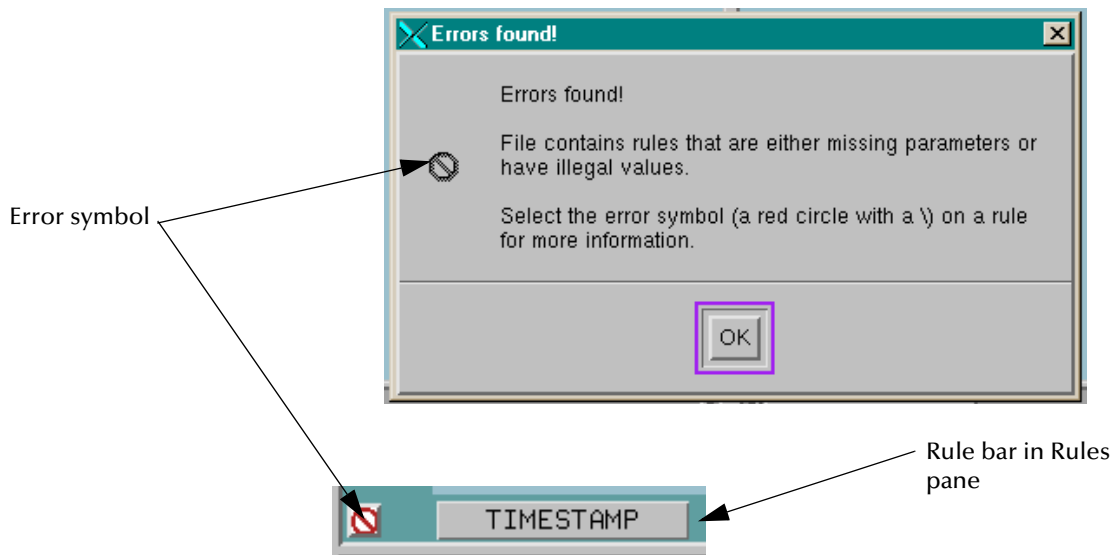 Errors found!
Errors found!
File contains rules that are either missing parameters or
have illegal values.
Select the error symbol (a red circle with a \) on a rule
for more information.
Error symbol
OK
Rule bar in Rules
pane
TIMESTAMP